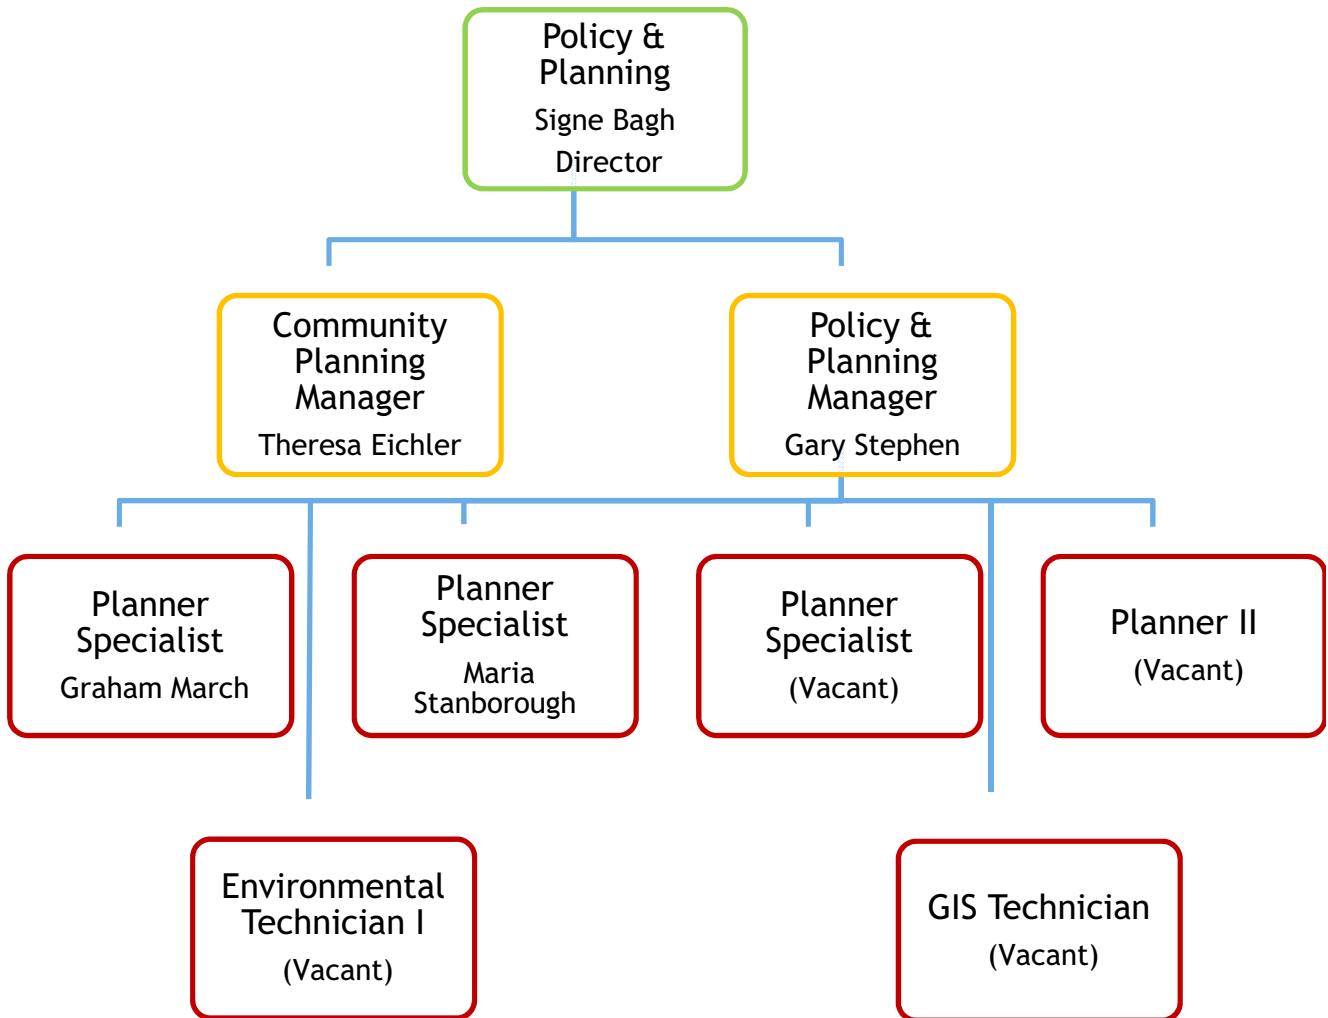 Policy &
Planning
Signe Bagh
Director
Community
Planning
Manager
Theresa Eichler
Policy &
Planning
Manager
Gary Stephen
Planner
Specialist
Graham March
Planner
Specialist
Maria
Stanborough
Planner
Specialist
(Vacant)
Planner II
(Vacant)
Environmental
Technician I
(Vacant)
GIS Technician
(Vacant)